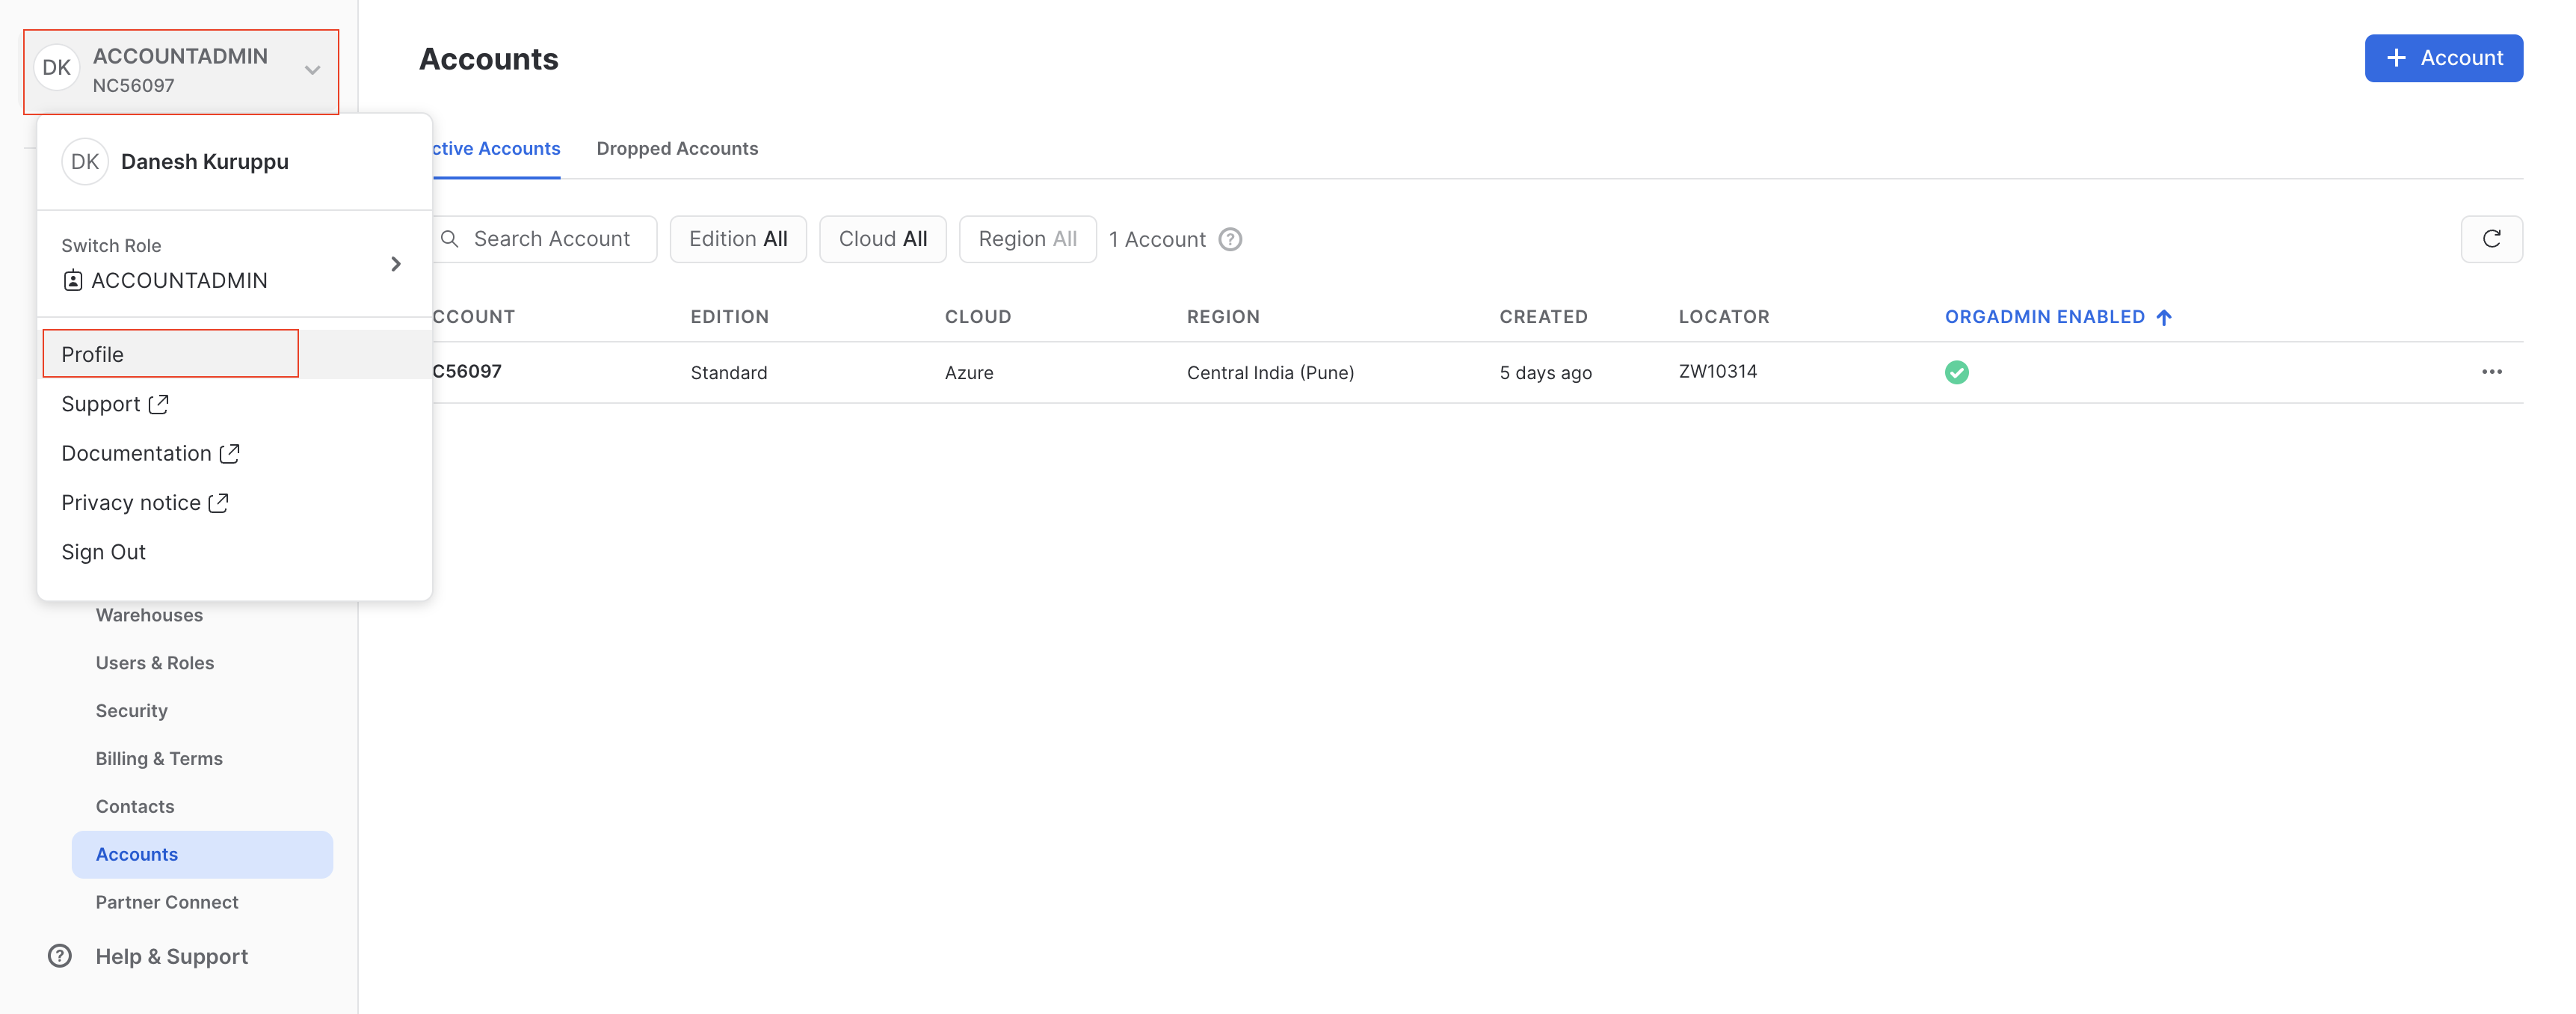 DK ACCOUNTADMIN
NC56097
DK Danesh Kuruppu
Switch Role
ACCOUNTADMIN
Profile
Support
Documentation
Privacy notice
Sign Out
Warehouses
Users & Roles
Security
Billing & Terms
Contacts
Accounts
Partner Connect
Help & Support
Accounts
+ Account
ctive Accounts Dropped Accounts
Search Account Edition All Cloud All Region All 1 Account ?
CCOUNT EDITION CLOUD REGION CREATED LOCATOR ORGADMIN ENABLED
C56097 Standard Azure Central India (Pune) 5 days ago ZW10314